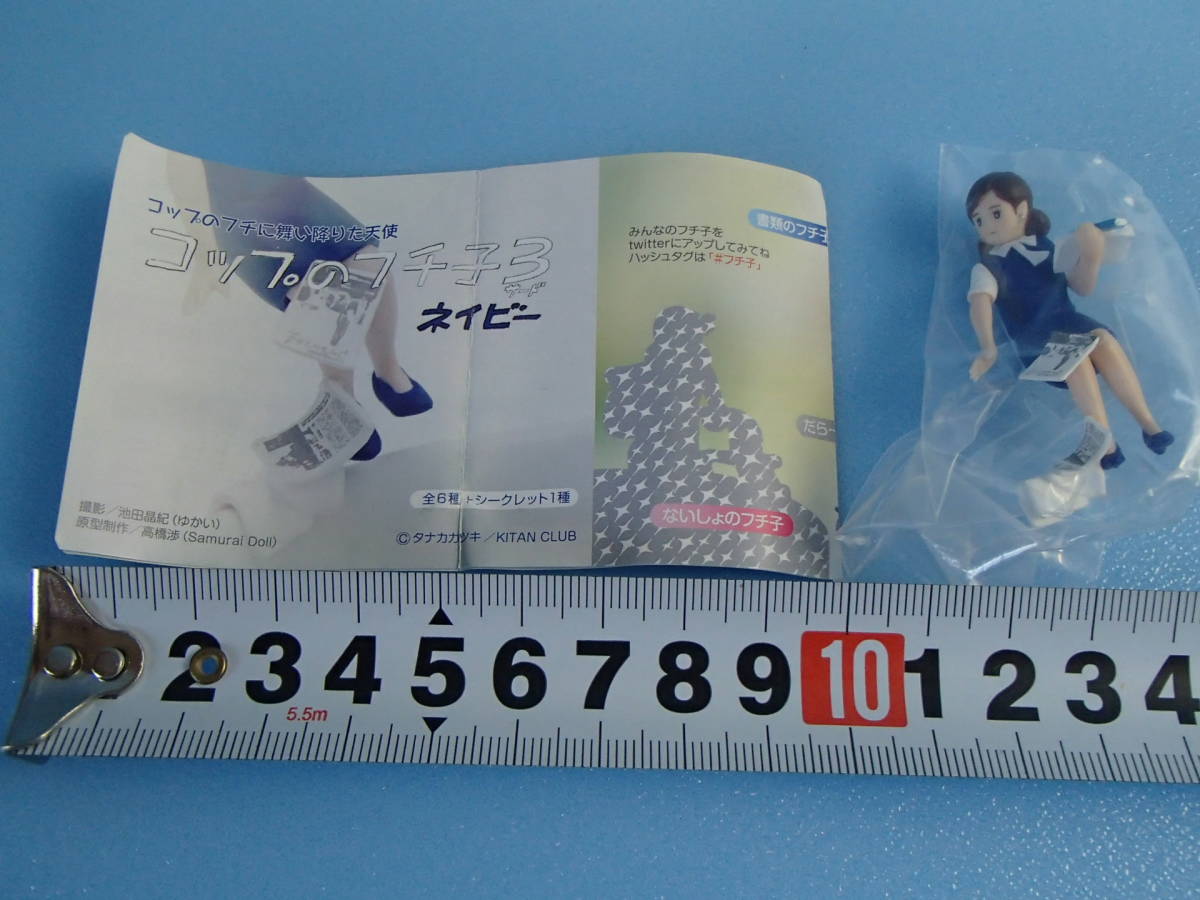 コップのフチに舞い降りた天使
コップのフチ子3
サード
ネイビー
全6種+シークレット1種
撮影/池田晶紀(ゆかい)
原型制作/高橋渉(Samurai Doll)
©タナカカツキ/KITAN CLUB
書類のフチ子
みんなのフチ子を
twitterにアップしてみてね
ハッシュタグは「#フチ子」
だらー
ないしょのフチ子
2 3 4 5 6 7 8 9 10 1 2 3 4
5.5m